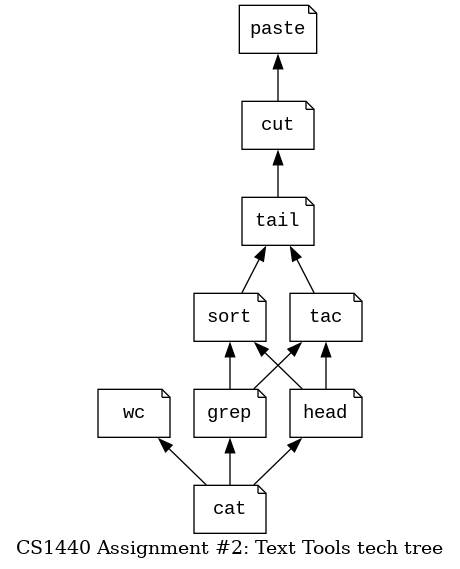 paste
cut
tail
sort tac
wc grep head
cat
CS1440 Assignment #2: Text Tools tech tree